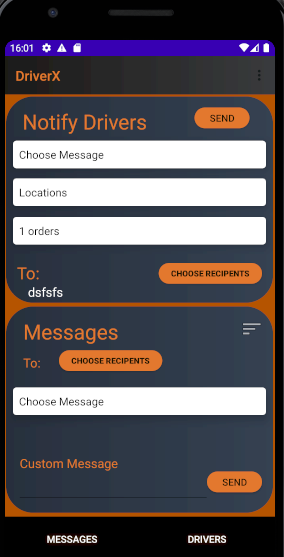 16:01
DriverX
Notify Drivers
SEND
Choose Message
Locations
1 orders
To:
CHOOSE RECIPENTS
dsfsfs
Messages
To:
CHOOSE RECIPENTS
Choose Message
Custom Message
SEND
MESSAGES
DRIVERS